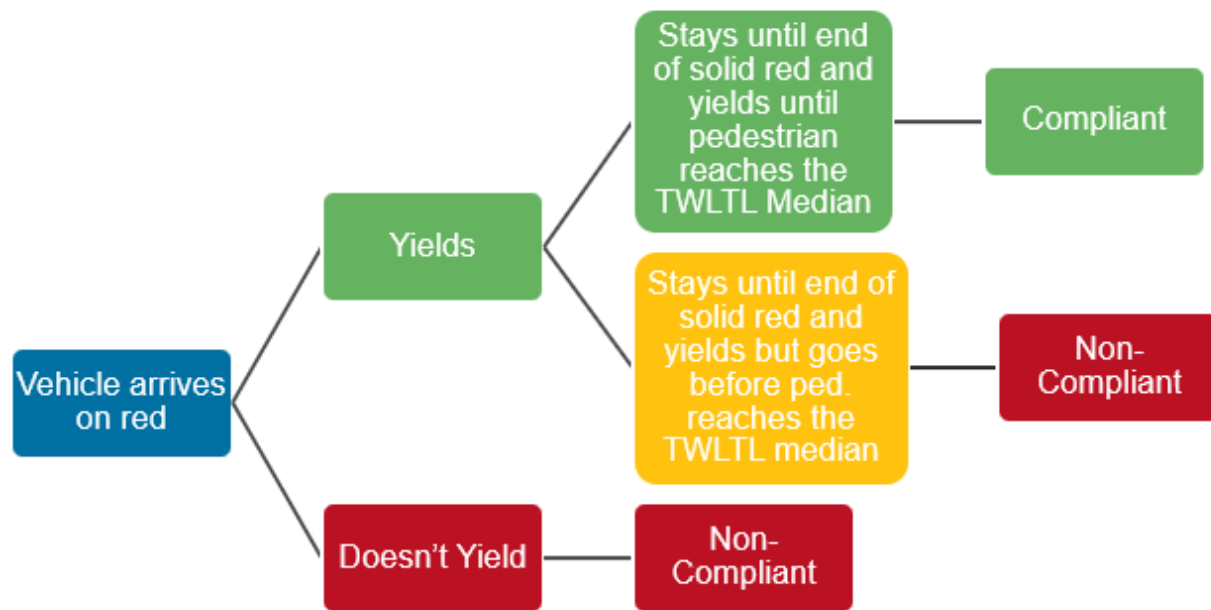 Vehicle arrives
on red
Yields
Stays until end
of solid red and
yields until
pedestrian
reaches the
TWLTL Median
Compliant
Stays until end of
solid red and
yields but goes
before ped.
reaches the
TWLTL median
Non-
Compliant
Doesn’t Yield
Non-
Compliant